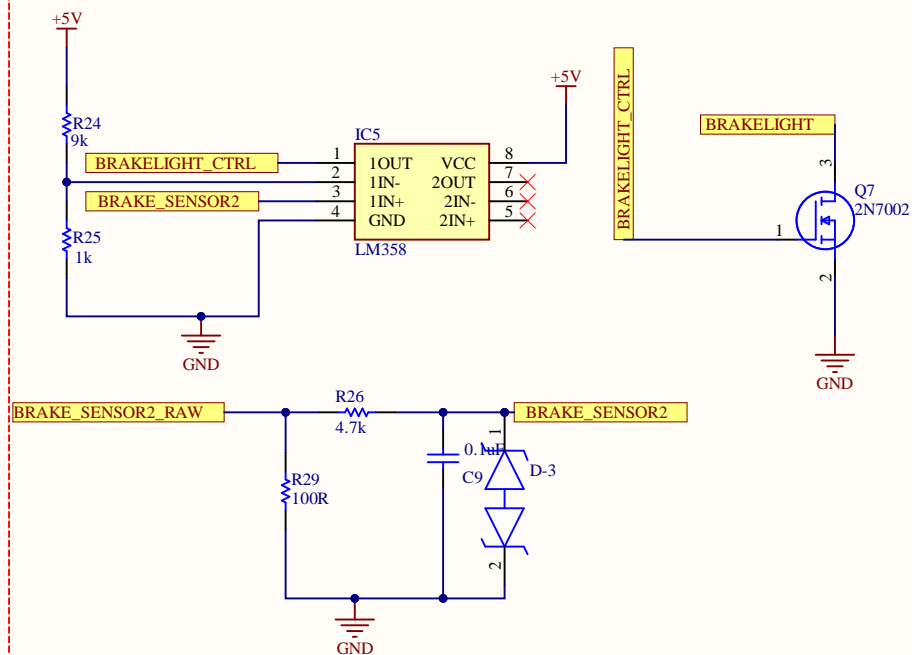 +5V
R24
9k
R25
1k
GND
BRAKELIGHT_CTRL
BRAKE_SENSOR2
IC5
1 1OUT VCC 8
2 1IN- 2OUT 7
3 1IN+ 2IN- 6
4 GND 2IN+ 5
LM358
+5V
BRAKELIGHT_CTRL
BRAKELIGHT
3
Q7
2N7002
1
2
GND
BRAKE_SENSOR2_RAW
R26
4.7k
BRAKE_SENSOR2
R29
100R
0.1uF
C9
1
D-3
2
GND